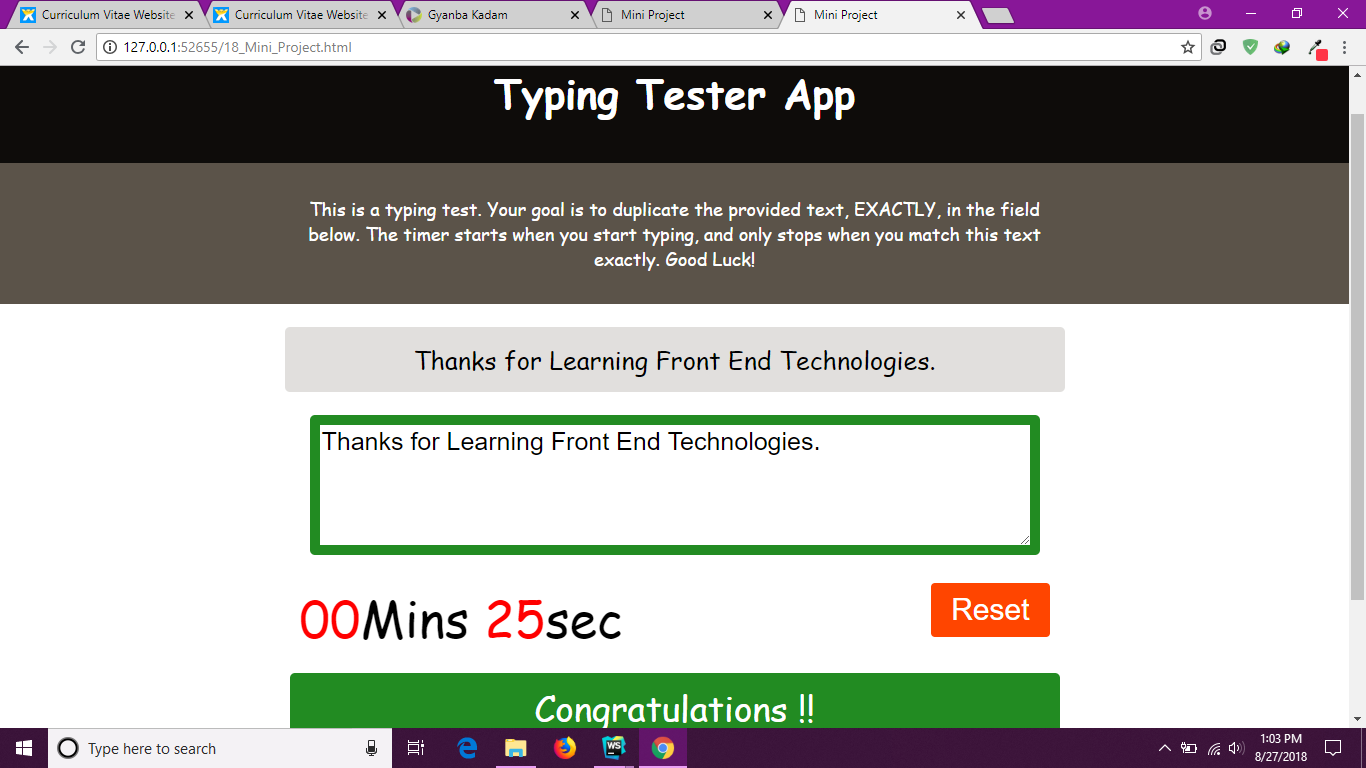 Curriculum Vitae Website
Curriculum Vitae Website
Gyanba Kadam
Mini Project
Mini Project
127.0.0.1:52655/18_Mini_Project.html
Typing Tester App
This is a typing test. Your goal is to duplicate the provided text, EXACTLY, in the field
below. The timer starts when you start typing, and only stops when you match this text
exactly. Good Luck!
Thanks for Learning Front End Technologies.
Thanks for Learning Front End Technologies.
00Mins 25sec
Reset
Congratulations !!
Type here to search
WS
1:03 PM
8/27/2018